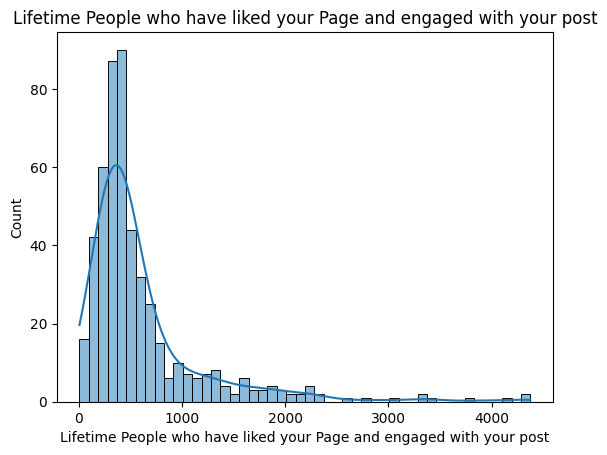 Lifetime People who have liked your Page and engaged with your post
80
60
40
20
0
Count
0 1000 2000 3000 4000
Lifetime People who have liked your Page and engaged with your post